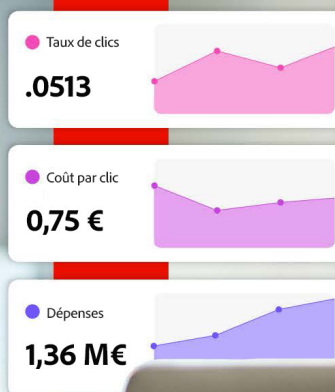 Taux de clics
.0513
Coût par clic
0,75 €
Dépenses
1,36 M€